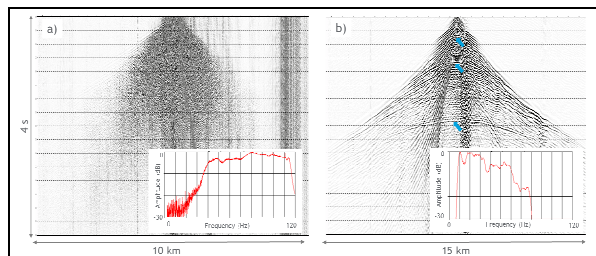 a)
4 s
0
Amplitude (dB)
-30
0 Frequency (Hz) 120
10 km
b)
0
Amplitude (dB)
-30
0 Frequency (Hz) 120
15 km